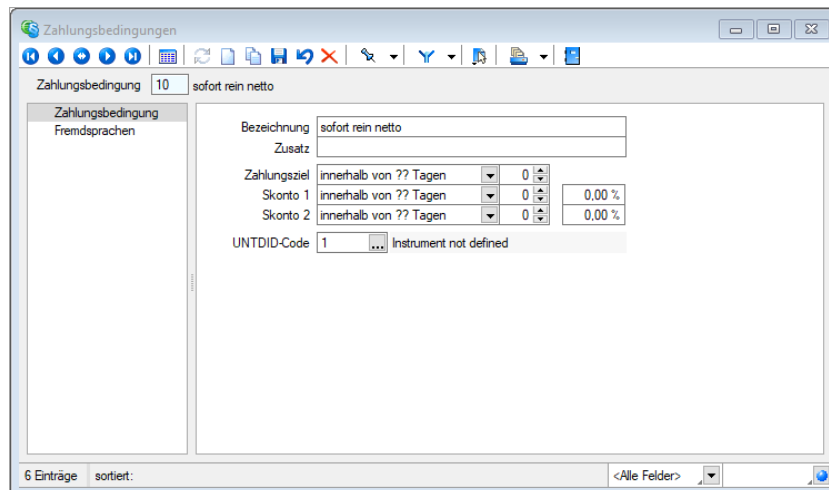 Zahlungsbedingungen
Zahlungsbedingung 10 sofort rein netto
Zahlungsbedingung
Fremdsprachen
Bezeichnung sofort rein netto
Zusatz
Zahlungsziel innerhalb von ?? Tagen 0
Skonto 1 innerhalb von ?? Tagen 0 0,00 %
Skonto 2 innerhalb von ?? Tagen 0 0,00 %
UNTDID-Code 1 ... Instrument not defined
6 Einträge sortiert: <Alle Felder>